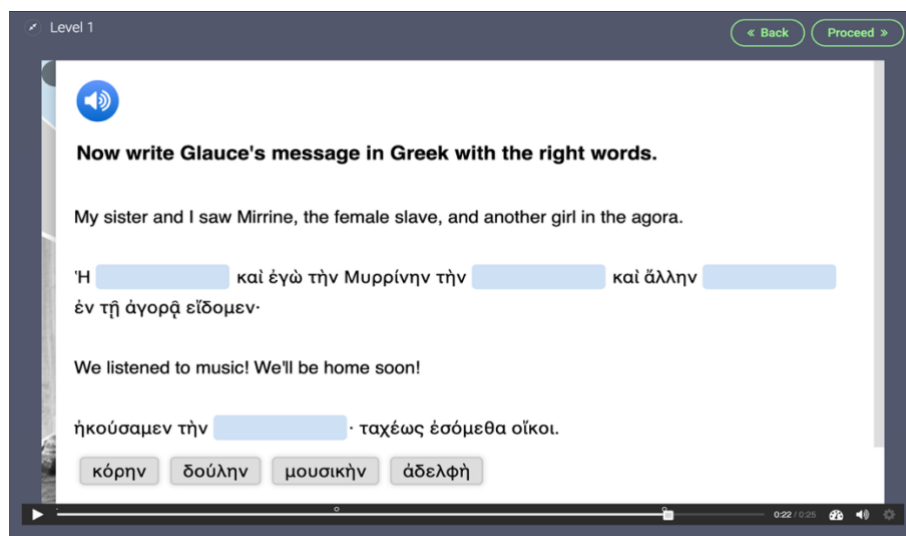 Level 1
« Back
Proceed »
Now write Glauce's message in Greek with the right words.
My sister and I saw Mirrine, the female slave, and another girl in the agora.
Ἡ καὶ ἐγὼ τὴν Μυρρίνην τὴν καὶ ἄλλην
ἐν τῇ ἀγορᾷ εἴδομεν·
We listened to music! We'll be home soon!
ἠκούσαμεν τὴν · ταχέως ἐσόμεθα οἴκοι.
κόρην δούλην μουσικὴν ἀδελφὴ
0:22 / 0:25